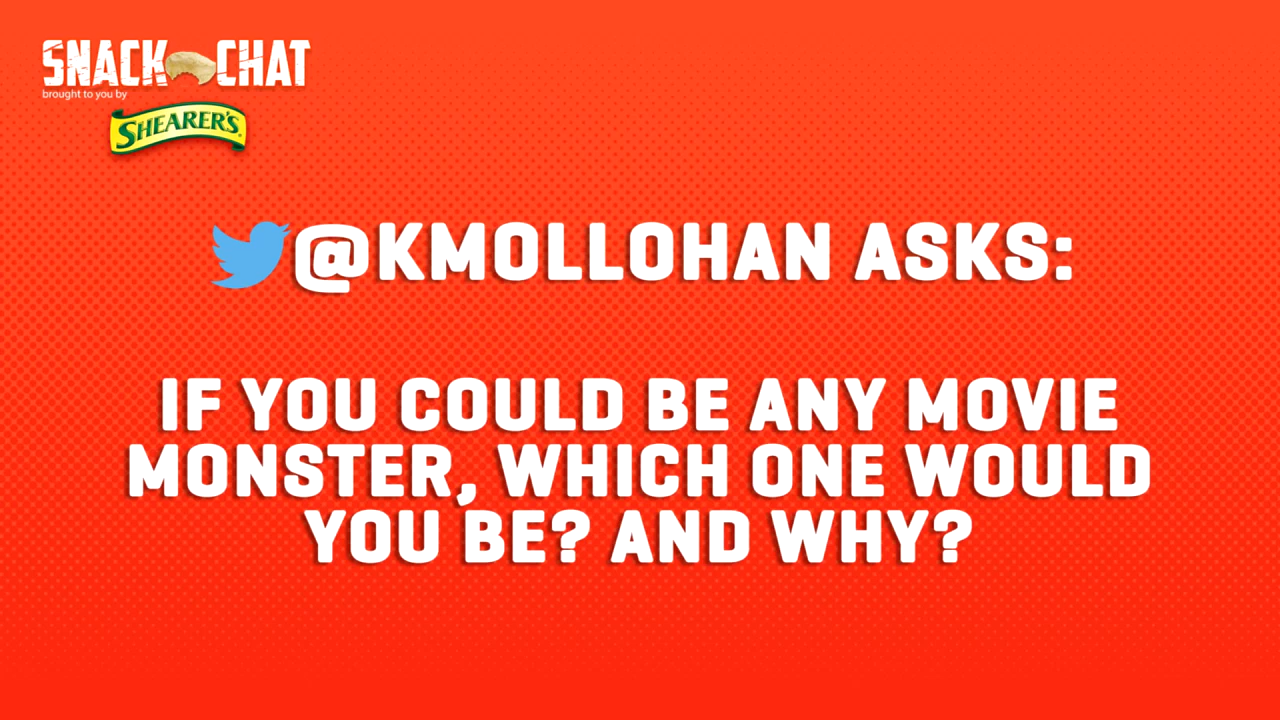 SNACK CHAT
brought to you by
SHEARER'S
@KMOLLOHAN ASKS:
IF YOU COULD BE ANY MOVIE
MONSTER, WHICH ONE WOULD
YOU BE? AND WHY?